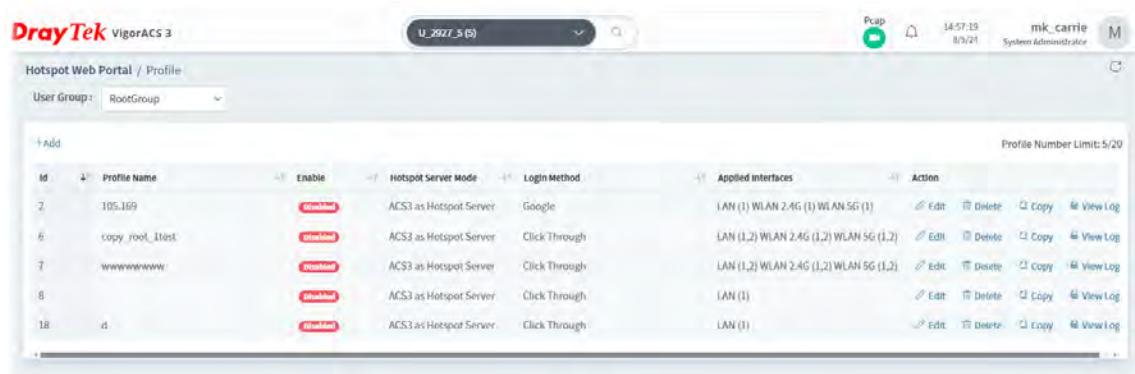 DrayTek VigorACS 3
U_2927_5 (5)
Pcap
14:57:19
8/5/24
mk_carrie
System Administrator
M
Hotspot Web Portal / Profile
User Group :
RootGroup
+Add
Profile Number Limit: 5/20
Id Profile Name Enable Hotspot Server Mode Login Method Applied Interfaces Action
2 105.169 Disabled ACS3 as Hotspot Server Google LAN (1) WLAN 2.4G (1) WLAN 5G (1) Edit Delete Copy View Log
6 copy_root_1test Disabled ACS3 as Hotspot Server Click Through LAN (1,2) WLAN 2.4G (1,2) WLAN 5G (1,2) Edit Delete Copy View Log
7 wwwwwwww Disabled ACS3 as Hotspot Server Click Through LAN (1,2) WLAN 2.4G (1,2) WLAN 5G (1,2) Edit Delete Copy View Log
8 Disabled ACS3 as Hotspot Server Click Through LAN (1) Edit Delete Copy View Log
18 d Disabled ACS3 as Hotspot Server Click Through LAN (1) Edit Delete Copy View Log